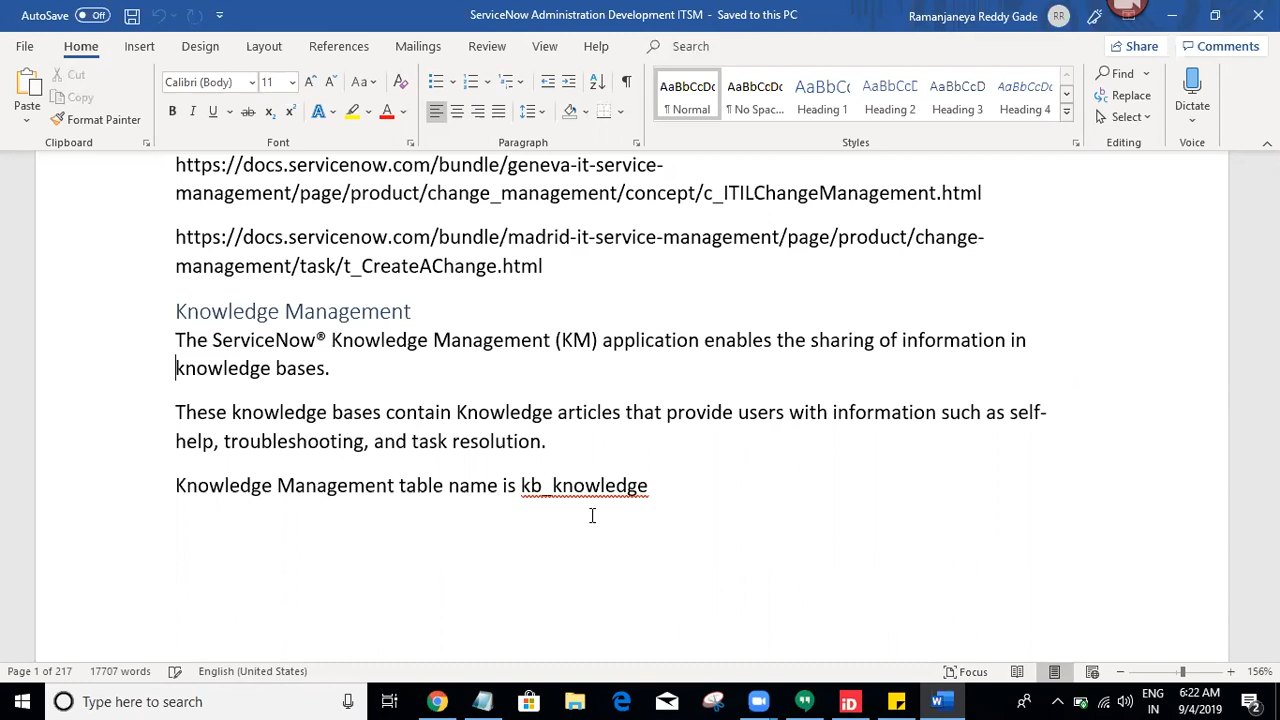 AutoSave Off ServiceNow Administration Development ITSM - Saved to this PC Ramanjaneya Reddy Gade RR
File Home Insert Design Layout References Mailings Review View Help Search Share Comments
Paste Cut Copy Format Painter
Calibri (Body) 11
AaBbCcDc AaBbCcDc AaBbCc AaBbCcD AaBbCcD AaBbCcDc
¶ Normal ¶ No Spac... Heading 1 Heading 2 Heading 3 Heading 4
Find Replace Select Dictate
Clipboard Font Paragraph Styles Editing Voice
https://docs.servicenow.com/bundle/geneva-it-service-
management/page/product/change_management/concept/c_ITILChangeManagement.html
https://docs.servicenow.com/bundle/madrid-it-service-management/page/product/change-
management/task/t_CreateAChange.html
Knowledge Management
The ServiceNow® Knowledge Management (KM) application enables the sharing of information in
knowledge bases.
These knowledge bases contain Knowledge articles that provide users with information such as self-
help, troubleshooting, and task resolution.
Knowledge Management table name is kb_knowledge
Page 1 of 217 17707 words English (United States) Focus 156%
Type here to search ENG 6:22 AM
IN 9/4/2019 2